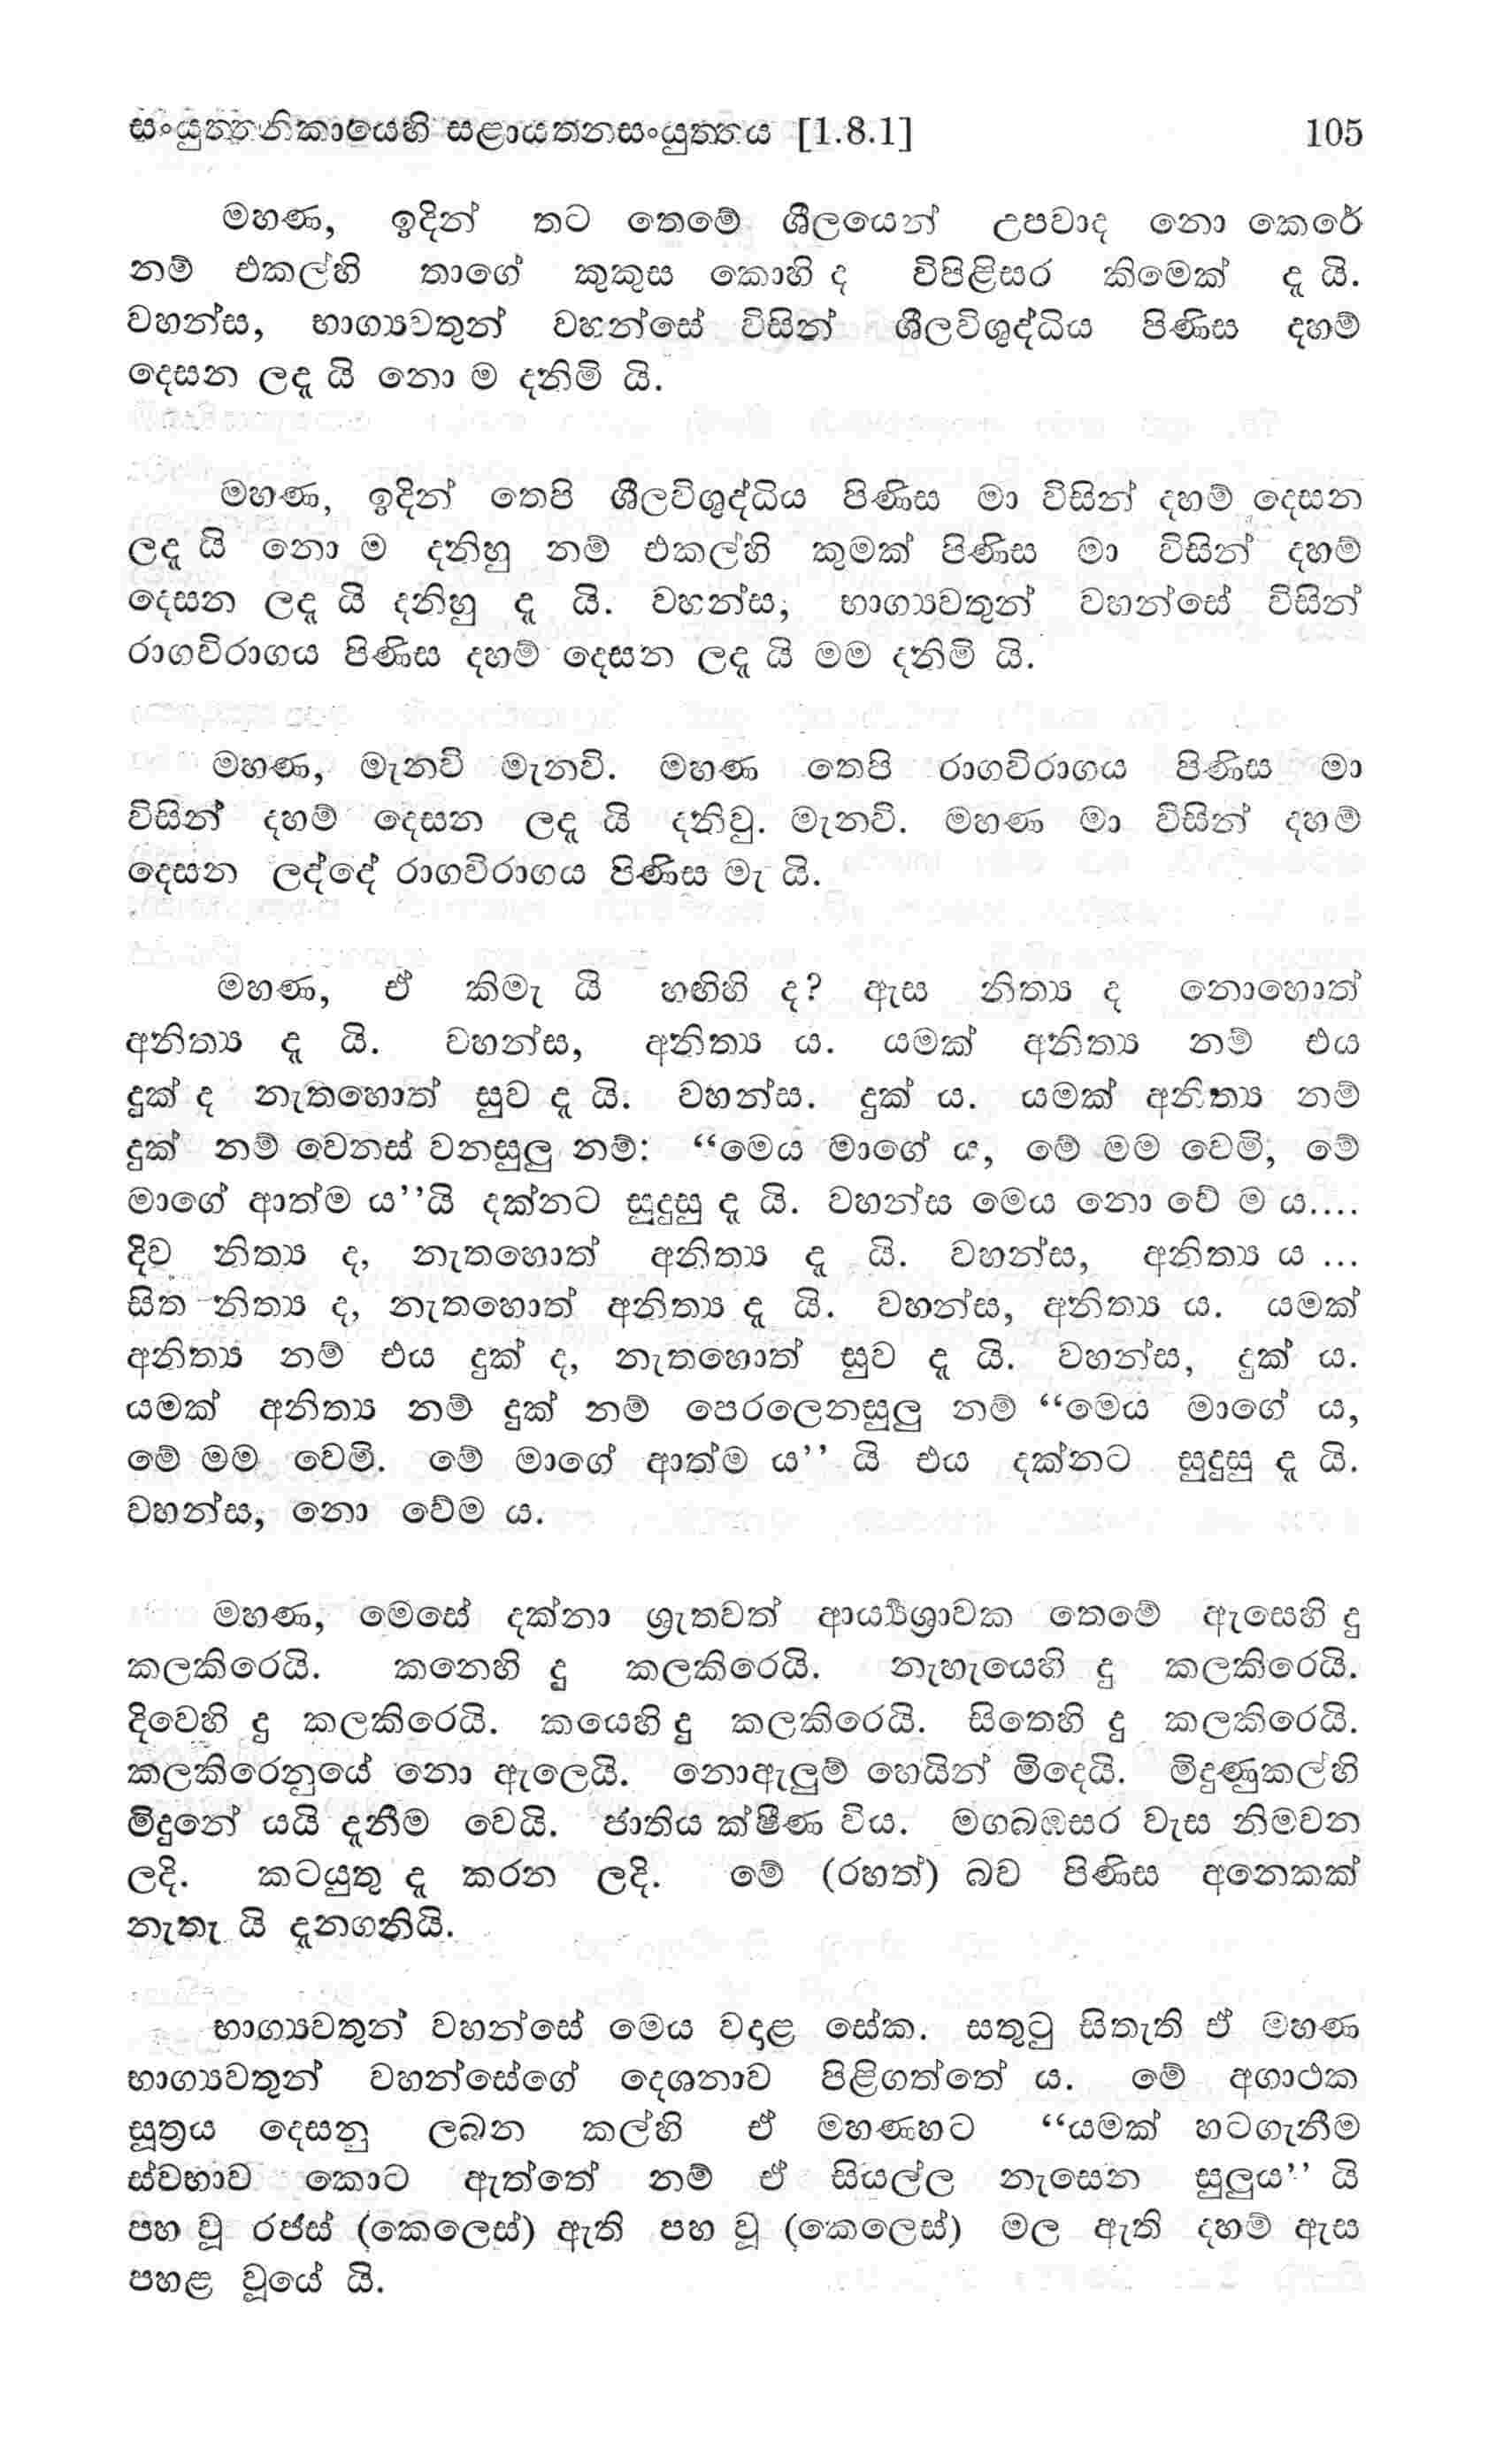 සංයුත්තනිකායෙහි සළායතනසංයුත්තය [1.8.1] 105
මහණ, ඉදින් තට තෙමේ ශීලයෙන් උපවාද නො කෙරේ
නම් එකල්හි තාගේ කුකුස කොහි ද විපිළිසර කිමෙක් දැ යි.
වහන්ස, භාග්‍යවතුන් වහන්සේ විසින් ශීලවිශුද්ධිය පිණිස දහම්
දෙසන ලදැ යි නො ම දනිමි යි.
මහණ, ඉදින් තෙපි ශීලවිශුද්ධිය පිණිස මා විසින් දහම් දෙසන
ලදැ යි නො ම දනිහු නම් එකල්හි කුමක් පිණිස මා විසින් දහම්
දෙසන ලදැ යි දනිහු දැ යි. වහන්ස, භාග්‍යවතුන් වහන්සේ විසින්
රාගවිරාගය පිණිස දහම් දෙසන ලදැ යි මම දනිමි යි.
මහණ, මැනවි මැනවි. මහණ තෙපි රාගවිරාගය පිණිස මා
විසින් දහම් දෙසන ලදැ යි දනිවු. මැනවි. මහණ මා විසින් දහම්
දෙසන ලද්දේ රාගවිරාගය පිණිස මැ යි.
මහණ, ඒ කිමැ යි හඟිහි ද? ඇස නිත්‍ය ද නොහොත්
අනිත්‍ය දැ යි. වහන්ස, අනිත්‍ය ය. යමක් අනිත්‍ය නම් එය
දුක් ද නැතහොත් සුව දැ යි. වහන්ස. දුක් ය. යමක් අනිත්‍ය නම්
දුක් නම් වෙනස් වනසුලු නම්: “මෙය මාගේ ය, මේ මම වෙමි, මේ
මාගේ ආත්ම ය’’යි දක්නට සුදුසු දැ යි. වහන්ස මෙය නො වේ ම ය....
දිව නිත්‍ය ද, නැතහොත් අනිත්‍ය දැ යි. වහන්ස, අනිත්‍ය ය ...
සිත නිත්‍ය ද, නැතහොත් අනිත්‍ය දැ යි. වහන්ස, අනිත්‍ය ය. යමක්
අනිත්‍ය නම් එය දුක් ද, නැතහොත් සුව දැ යි. වහන්ස, දුක් ය.
යමක් අනිත්‍ය නම් දුක් නම් පෙරලෙනසුලු නම් “මෙය මාගේ ය,
මේ මම වෙමි. මේ මාගේ ආත්ම ය’’ යි එය දක්නට සුදුසු දැ යි.
වහන්ස, නො වේම ය.
මහණ, මෙසේ දක්නා ශ්‍රැතවත් ආර්‍ය්‍යශ්‍රාවක තෙමේ ඇසෙහි දු
කලකිරෙයි. කනෙහි දු කලකිරෙයි. නැහැයෙහි දු කලකිරෙයි.
දිවෙහි දු කලකිරෙයි. කයෙහි දු කලකිරෙයි. සිතෙහි දු කලකිරෙයි.
කලකිරෙනුයේ නො ඇලෙයි. නොඇලුම් හෙයින් මිදෙයි. මිදුණුකල්හි
මිදුනේ යයි දැනීම වෙයි. ජාතිය ක්ෂීණ විය. මගබඹසර වැස නිමවන
ලදි. කටයුතු දෑ කරන ලදි. මේ (රහත්) බව පිණිස අනෙකක්
නැතැ යි දැනගනියි.
භාග්‍යවතුන් වහන්සේ මෙය වදළ සේක. සතුටු සිතැති ඒ මහණ
භාග්‍යවතුන් වහන්සේගේ දෙශනාව පිළිගත්තේ ය. මේ අගාථක
සූත්‍රය දෙසනු ලබන කල්හි ඒ මහණහට “යමක් හටගැනීම
ස්වභාව කොට ඇත්තේ නම් ඒ සියල්ල නැසෙන සුලුය’’ යි
පහ වූ රජස් (කෙලෙස්) ඇති පහ වූ (කෙලෙස්) මල ඇති දහම් ඇස
පහළ වූයේ යි.